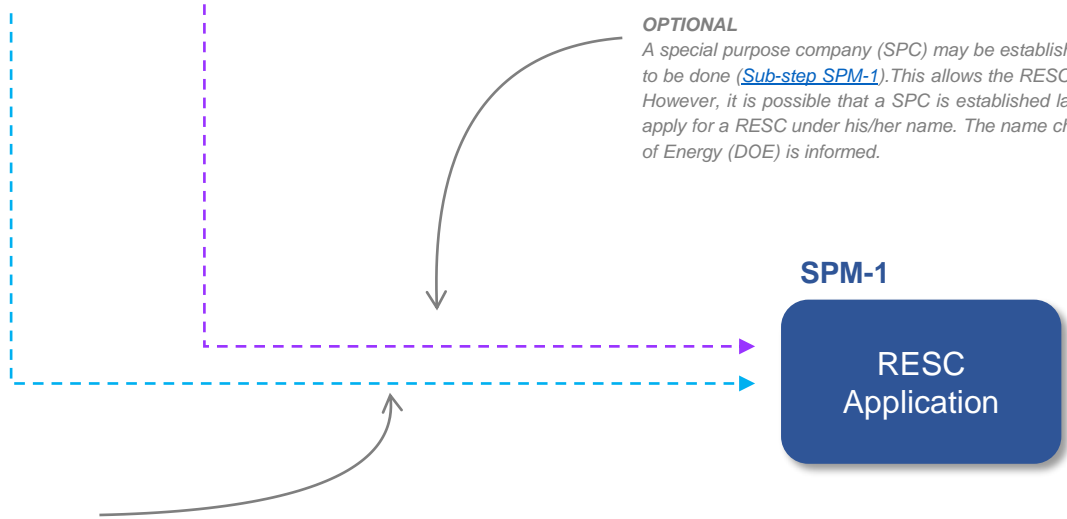 OPTIONAL
A special purpose company (SPC) may be establish
to be done (Sub-step SPM-1).This allows the RESC
However, it is possible that a SPC is established la
apply for a RESC under his/her name. The name ch
of Energy (DOE) is informed.
SPM-1
RESC
Application